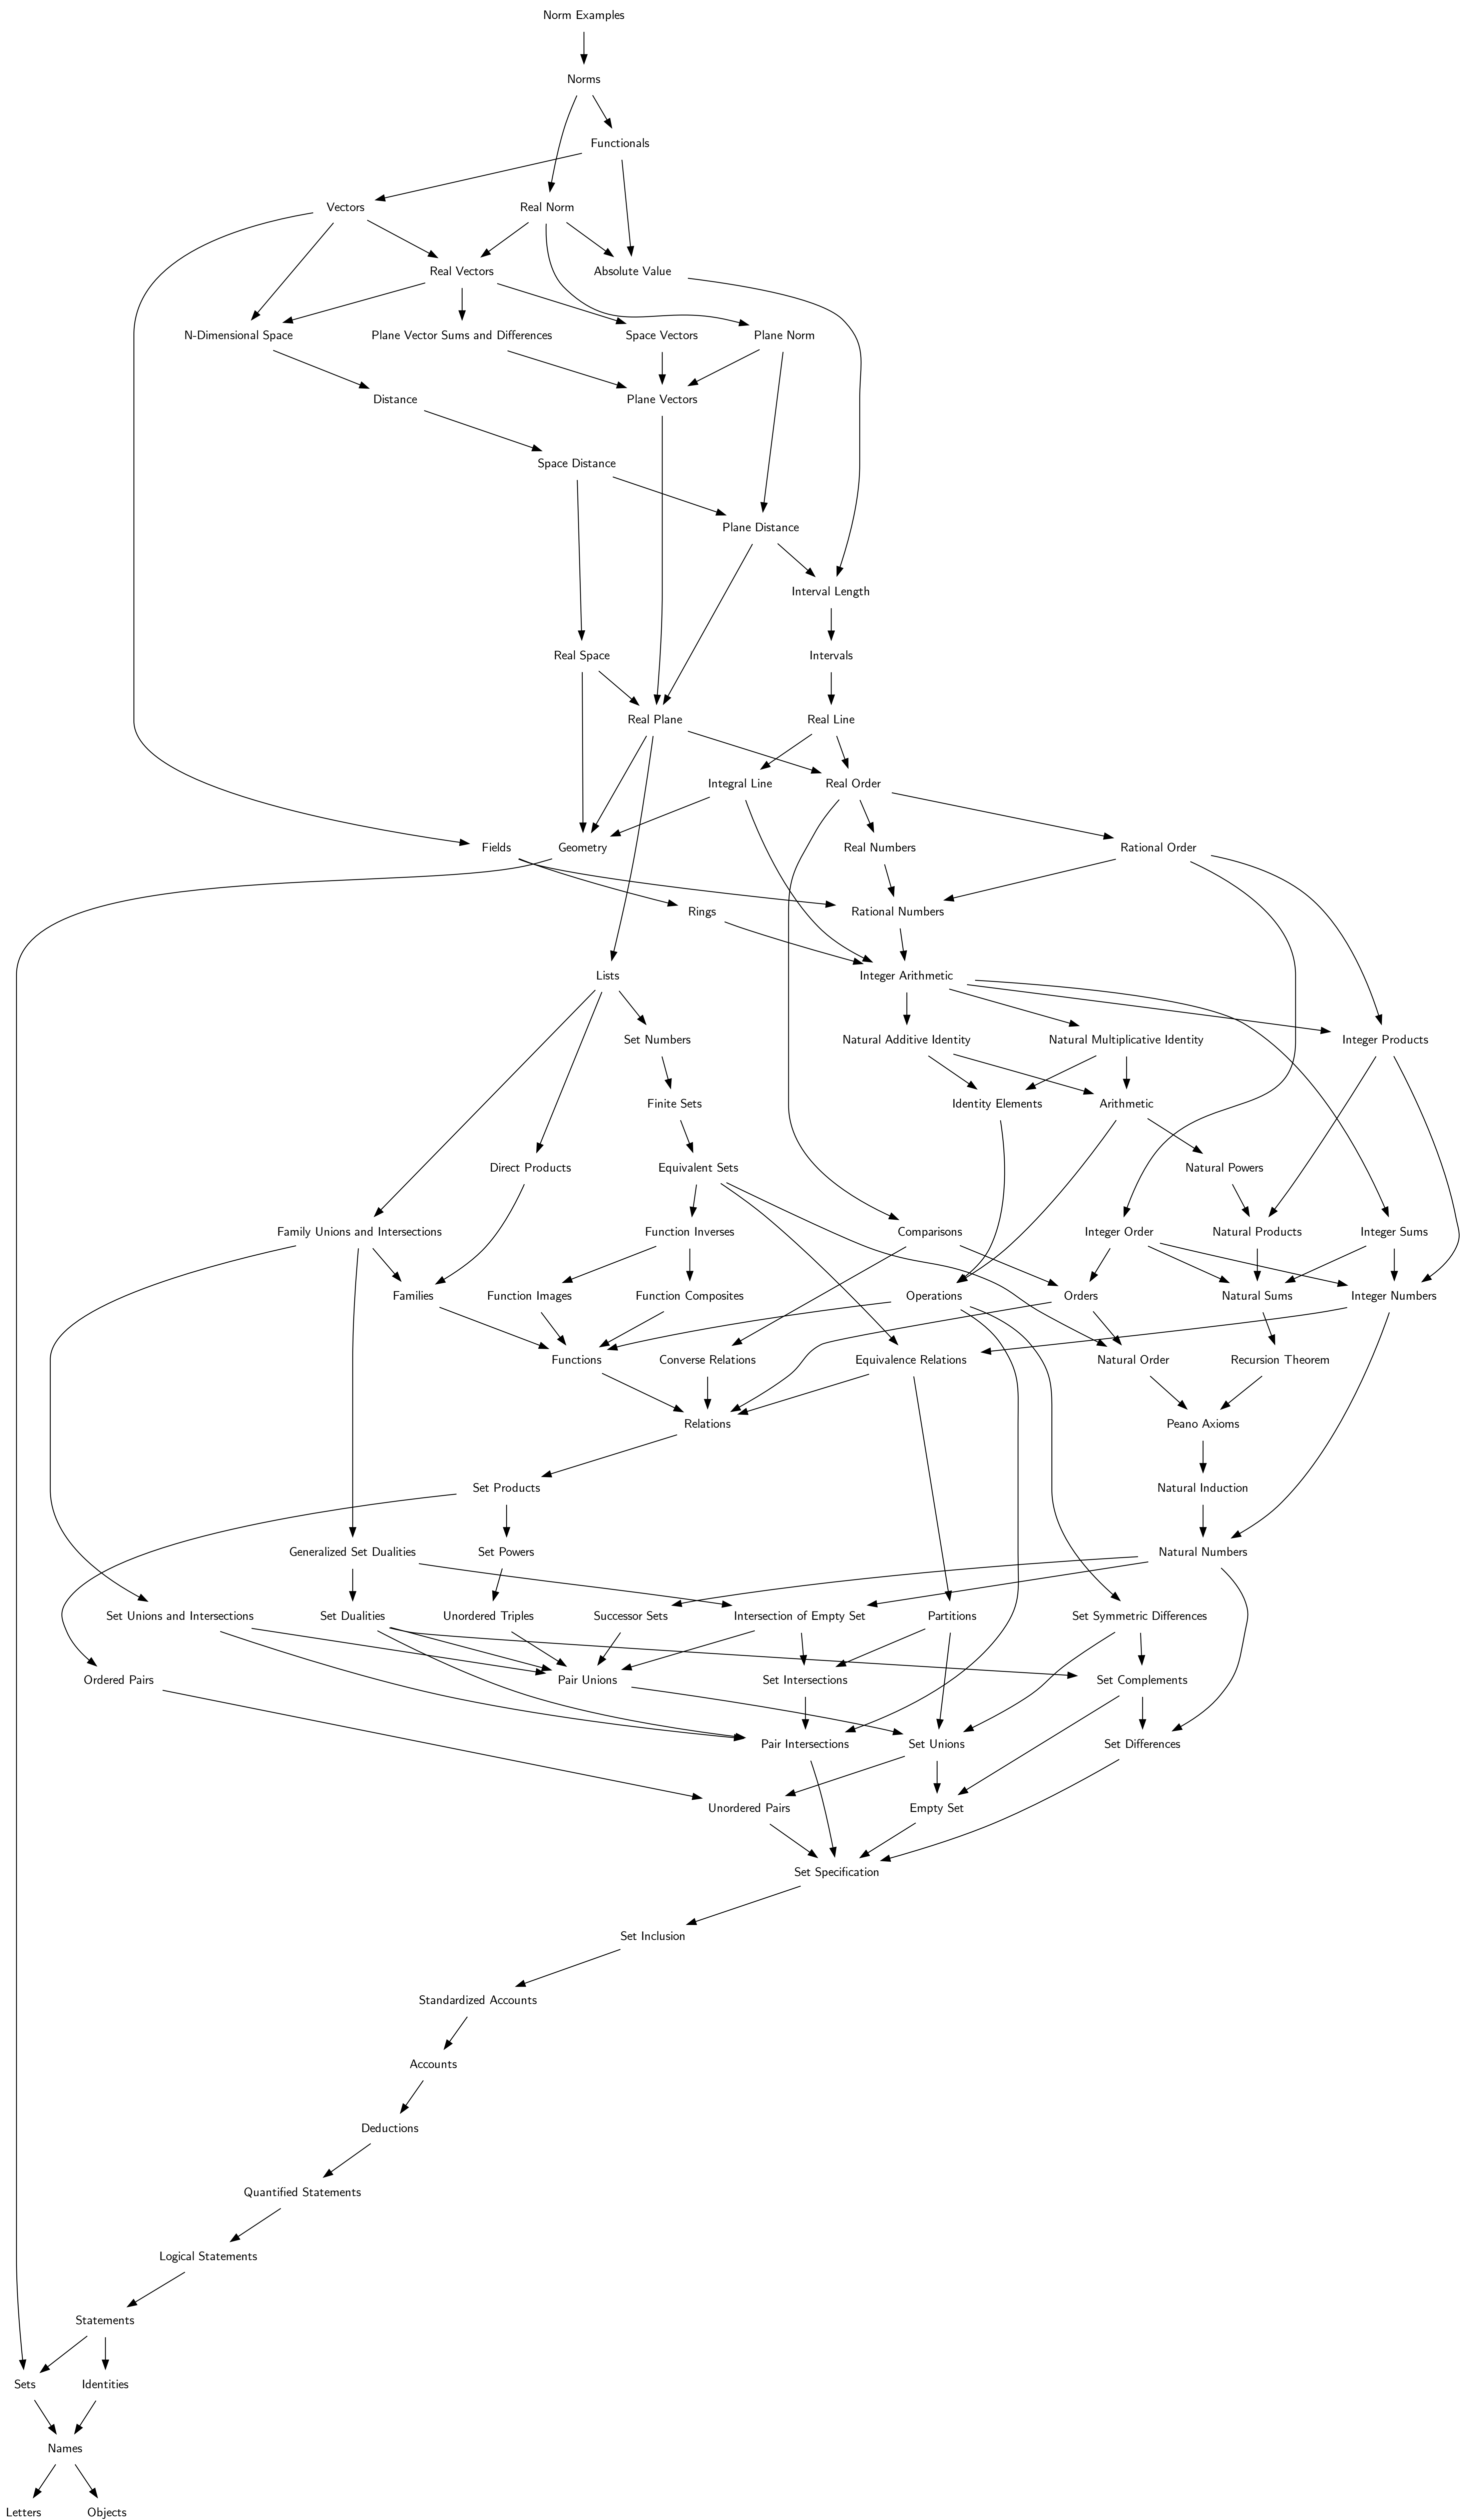 Norm Examples
Norms
Functionals
Vectors
Real Norm
Real Vectors
Absolute Value
N-Dimensional Space
Plane Vector Sums and Differences
Space Vectors
Plane Norm
Distance
Plane Vectors
Space Distance
Plane Distance
Interval Length
Real Space
Intervals
Real Plane
Real Line
Integral Line
Real Order
Fields
Geometry
Real Numbers
Rational Order
Rings
Rational Numbers
Lists
Integer Arithmetic
Set Numbers
Natural Additive Identity
Natural Multiplicative Identity
Integer Products
Finite Sets
Identity Elements
Arithmetic
Direct Products
Equivalent Sets
Natural Powers
Family Unions and Intersections
Function Inverses
Comparisons
Integer Order
Natural Products
Integer Sums
Families
Function Images
Function Composites
Operations
Orders
Natural Sums
Integer Numbers
Functions
Converse Relations
Equivalence Relations
Natural Order
Recursion Theorem
Relations
Peano Axioms
Set Products
Natural Induction
Generalized Set Dualities
Set Powers
Natural Numbers
Set Unions and Intersections
Set Dualities
Unordered Triples
Successor Sets
Intersection of Empty Set
Partitions
Set Symmetric Differences
Ordered Pairs
Pair Unions
Set Intersections
Set Complements
Pair Intersections
Set Unions
Set Differences
Unordered Pairs
Empty Set
Set Specification
Set Inclusion
Standardized Accounts
Accounts
Deductions
Quantified Statements
Logical Statements
Statements
Sets
Identities
Names
Letters
Objects